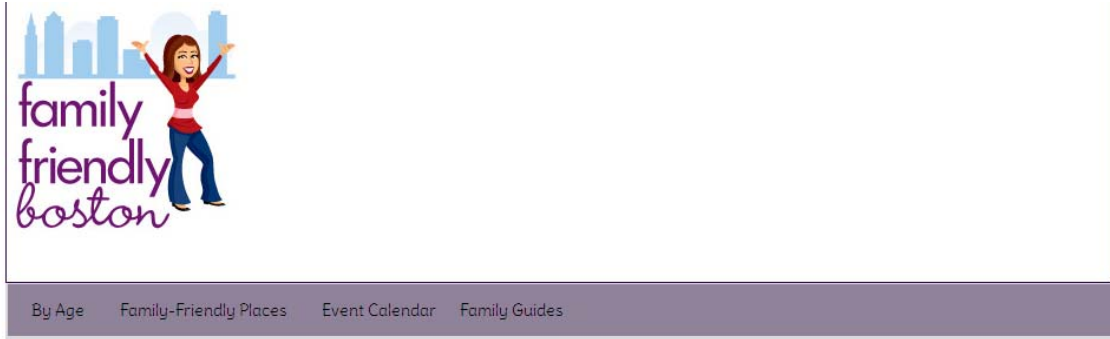 family
friendly
boston
By Age Family-Friendly Places Event Calendar Family Guides